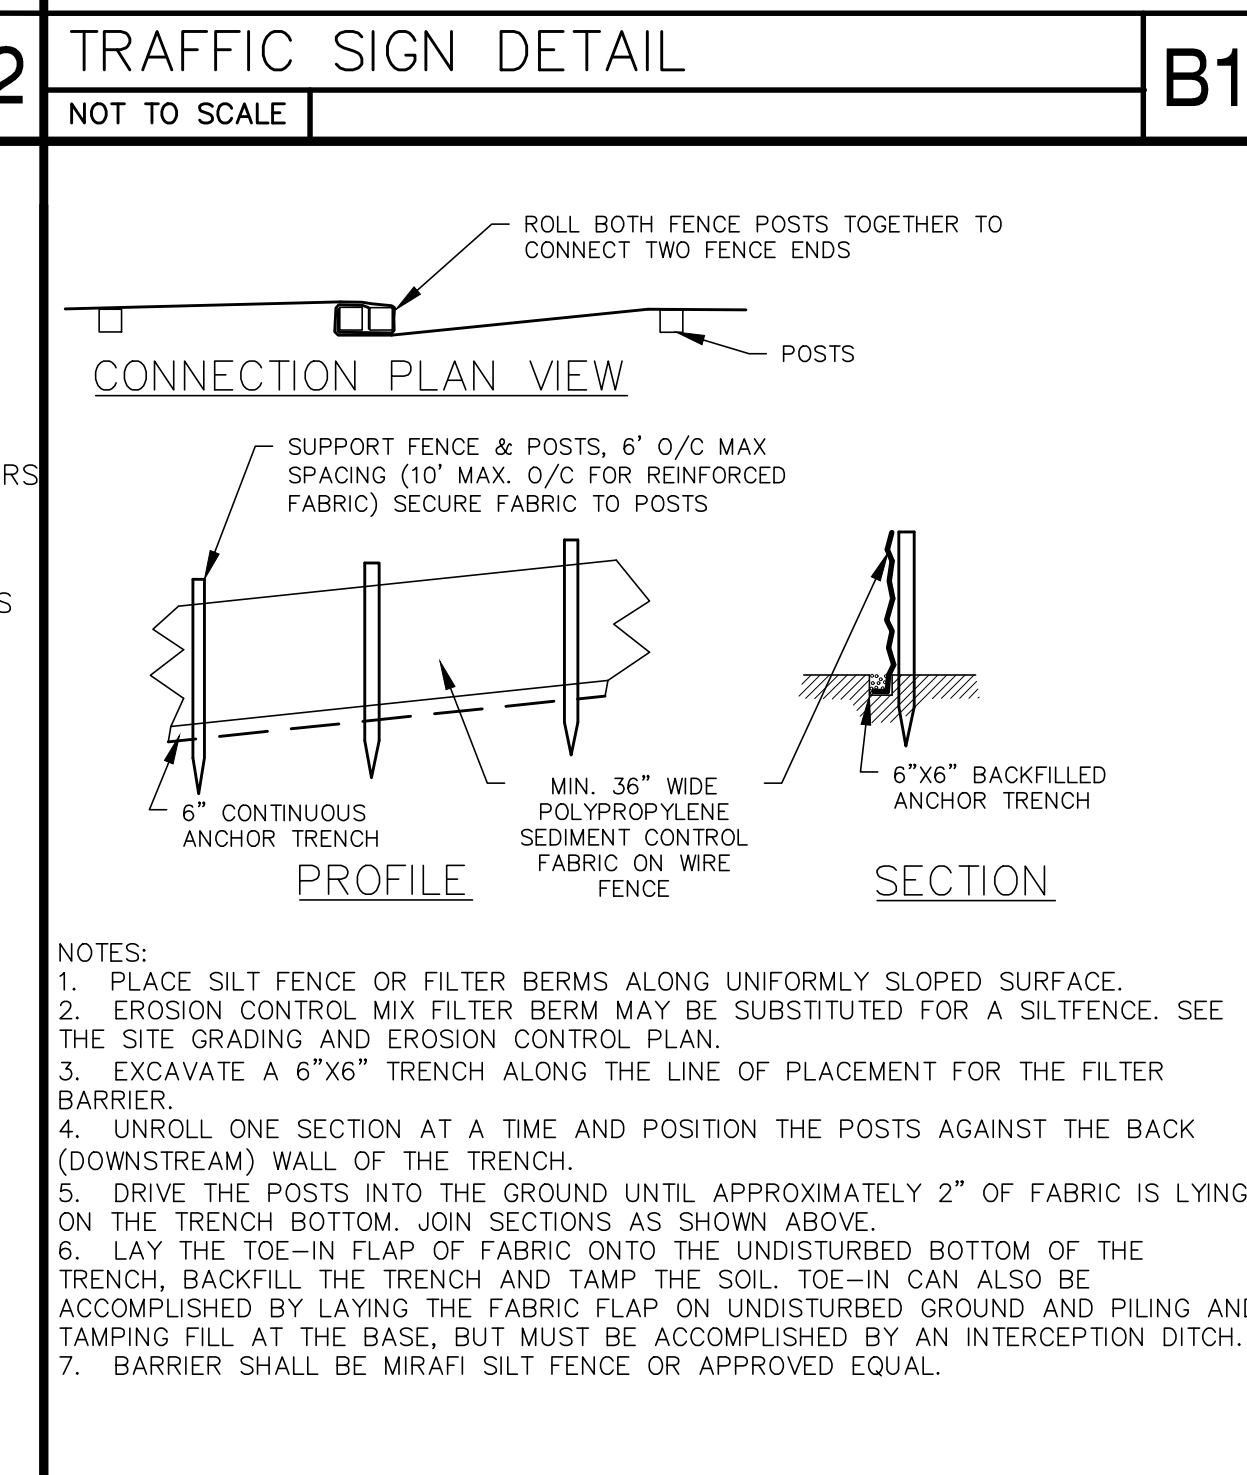 2
TRAFFIC SIGN DETAIL
B1
NOT TO SCALE
ROLL BOTH FENCE POSTS TOGETHER TO
CONNECT TWO FENCE ENDS
POSTS
CONNECTION PLAN VIEW
RS
S
SUPPORT FENCE & POSTS, 6' O/C MAX
SPACING (10' MAX. O/C FOR REINFORCED
FABRIC) SECURE FABRIC TO POSTS
6" CONTINUOUS
ANCHOR TRENCH
MIN. 36" WIDE
POLYPROPYLENE
SEDIMENT CONTROL
FABRIC ON WIRE
FENCE
6"X6" BACKFILLED
ANCHOR TRENCH
PROFILE
SECTION
NOTES:
1. PLACE SILT FENCE OR FILTER BERMS ALONG UNIFORMLY SLOPED SURFACE.
2. EROSION CONTROL MIX FILTER BERM MAY BE SUBSTITUTED FOR A SILTFENCE. SEE
THE SITE GRADING AND EROSION CONTROL PLAN.
3. EXCAVATE A 6"X6" TRENCH ALONG THE LINE OF PLACEMENT FOR THE FILTER
BARRIER.
4. UNROLL ONE SECTION AT A TIME AND POSITION THE POSTS AGAINST THE BACK
(DOWNSTREAM) WALL OF THE TRENCH.
5. DRIVE THE POSTS INTO THE GROUND UNTIL APPROXIMATELY 2" OF FABRIC IS LYING
ON THE TRENCH BOTTOM. JOIN SECTIONS AS SHOWN ABOVE.
6. LAY THE TOE-IN FLAP OF FABRIC ONTO THE UNDISTURBED BOTTOM OF THE
TRENCH, BACKFILL THE TRENCH AND TAMP THE SOIL. TOE-IN CAN ALSO BE
ACCOMPLISHED BY LAYING THE FABRIC FLAP ON UNDISTURBED GROUND AND PILING AND
TAMPING FILL AT THE BASE, BUT MUST BE ACCOMPLISHED BY AN INTERCEPTION DITCH.
7. BARRIER SHALL BE MIRAFI SILT FENCE OR APPROVED EQUAL.